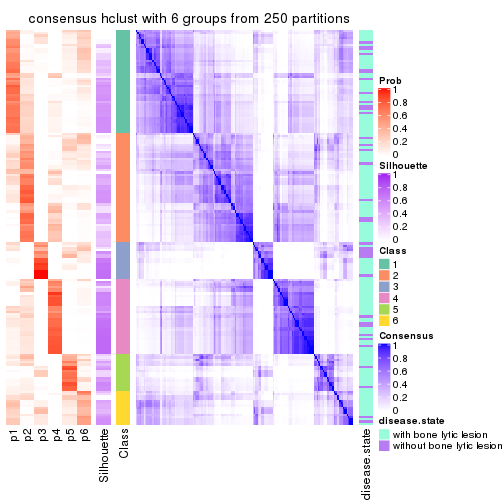 consensus hclust with 6 groups from 250 partitions
Prob
1
0.8
0.6
0.4
0.2
0
Silhouette
1
0.8
0.6
0.4
0.2
0
Class
1
2
3
4
5
6
Consensus
1
0.8
0.6
0.4
0.2
0
disease.state
with bone lytic lesion
without bone lytic lesion
p1
p2
p3
p4
p5
p6
Silhouette
Class
disease.state